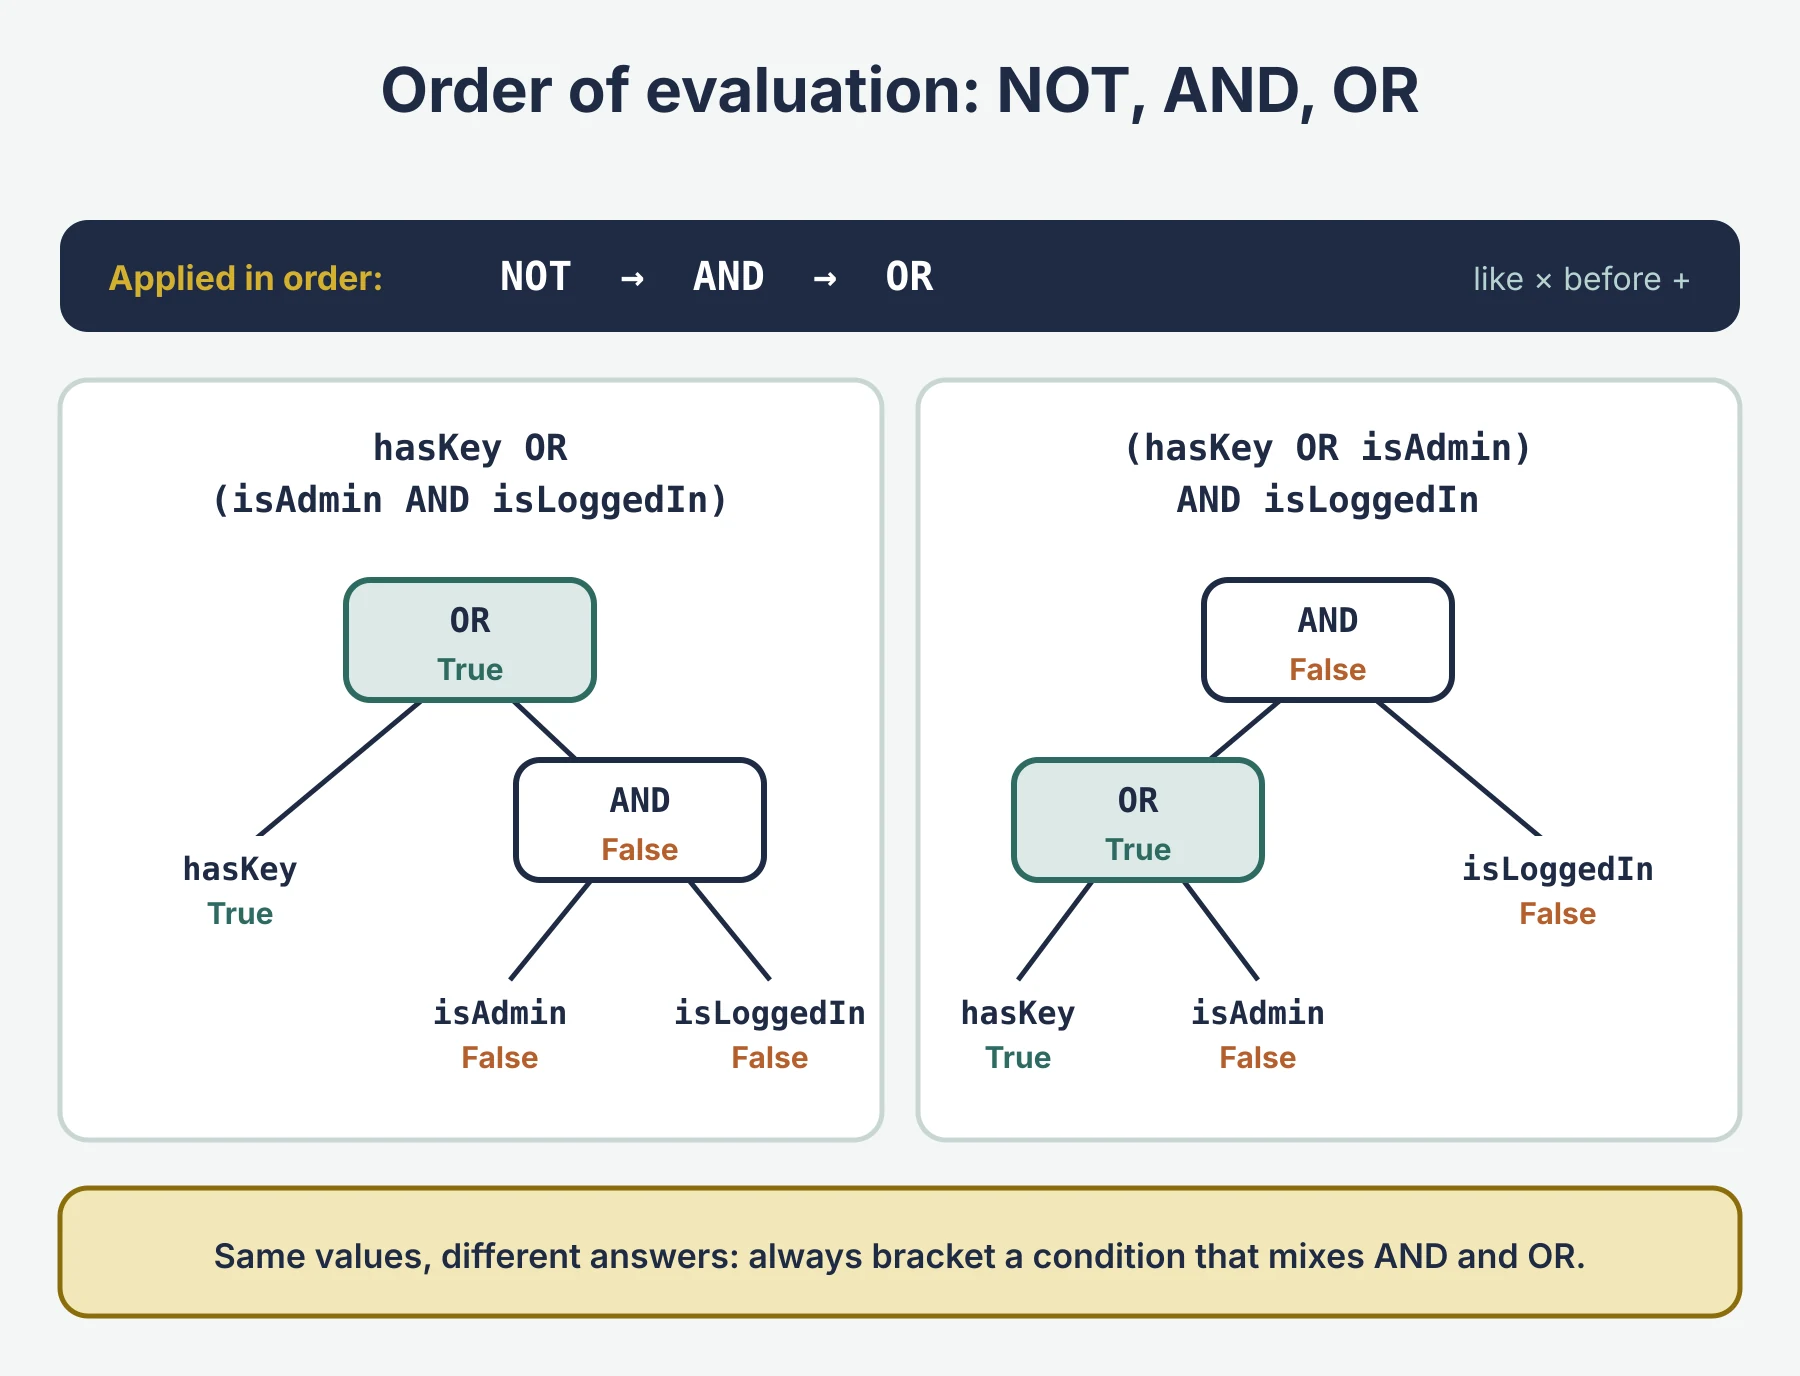 Order of evaluation: NOT, AND, OR
Applied in order: NOT → AND → OR like × before +
hasKey OR
(isAdmin AND isLoggedIn)
OR
True
AND
False
hasKey
True
isAdmin
False
isLoggedIn
False
(hasKey OR isAdmin)
AND isLoggedIn
AND
False
OR
True
isLoggedIn
False
hasKey
True
isAdmin
False
Same values, different answers: always bracket a condition that mixes AND and OR.